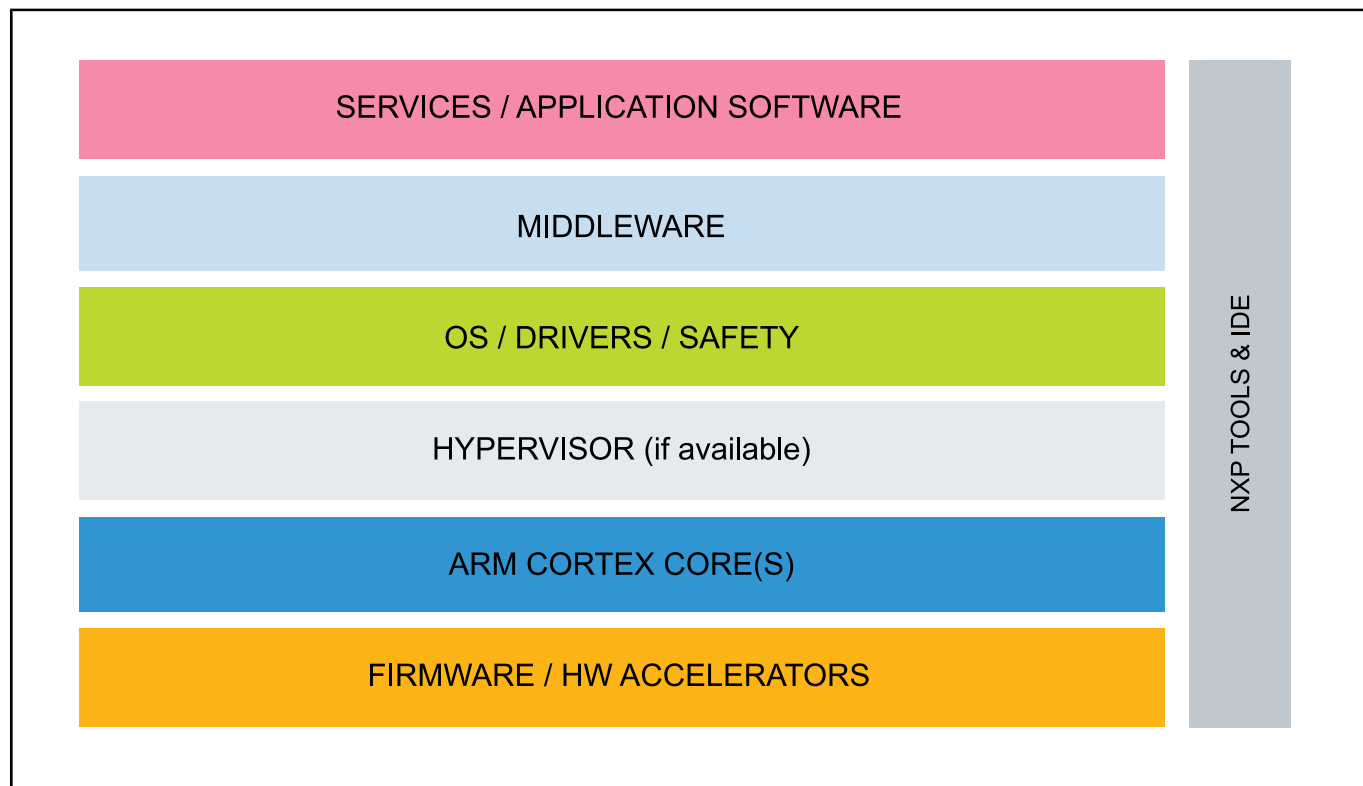 SERVICES / APPLICATION SOFTWARE
MIDDLEWARE
OS / DRIVERS / SAFETY
HYPERVISOR (if available)
ARM CORTEX CORE(S)
FIRMWARE / HW ACCELERATORS
NXP TOOLS & IDE